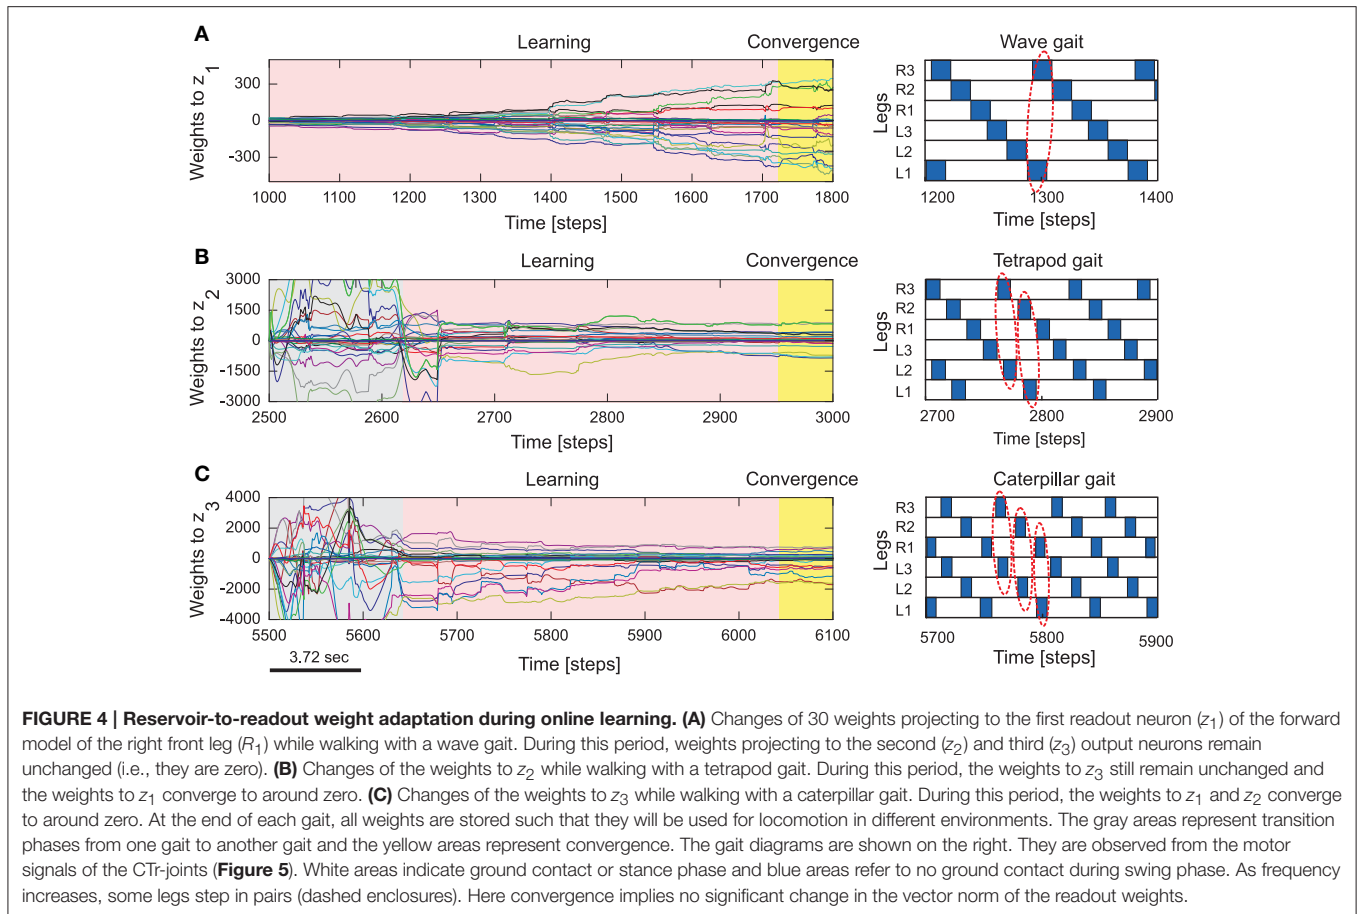 A
Learning
Convergence
Wave gait
Weights to z1
300
0
-300
1000 1100 1200 1300 1400 1500 1600 1700 1800
Time [steps]
Legs
R3
R2
R1
L3
L2
L1
1200 1300 1400
Time [steps]
B
Learning
Convergence
Tetrapod gait
Weights to z2
3000
1500
0
-1500
-3000
2500 2600 2700 2800 2900 3000
Time [steps]
Legs
R3
R2
R1
L3
L2
L1
2700 2800 2900
Time [steps]
C
Learning
Convergence
Caterpillar gait
Weights to z3
4000
2000
0
-2000
-4000
5500 5600 5700 5800 5900 6000 6100
3.72 sec
Time [steps]
Legs
R3
R2
R1
L3
L2
L1
5700 5800 5900
Time [steps]
FIGURE 4 | Reservoir-to-readout weight adaptation during online learning. (A) Changes of 30 weights projecting to the first readout neuron (z1) of the forward
model of the right front leg (R1) while walking with a wave gait. During this period, weights projecting to the second (z2) and third (z3) output neurons remain
unchanged (i.e., they are zero). (B) Changes of the weights to z2 while walking with a tetrapod gait. During this period, the weights to z3 still remain unchanged and
the weights to z1 converge to around zero. (C) Changes of the weights to z3 while walking with a caterpillar gait. During this period, the weights to z1 and z2 converge
to around zero. At the end of each gait, all weights are stored such that they will be used for locomotion in different environments. The gray areas represent transition
phases from one gait to another gait and the yellow areas represent convergence. The gait diagrams are shown on the right. They are observed from the motor
signals of the CTr-joints (Figure 5). White areas indicate ground contact or stance phase and blue areas refer to no ground contact during swing phase. As frequency
increases, some legs step in pairs (dashed enclosures). Here convergence implies no significant change in the vector norm of the readout weights.